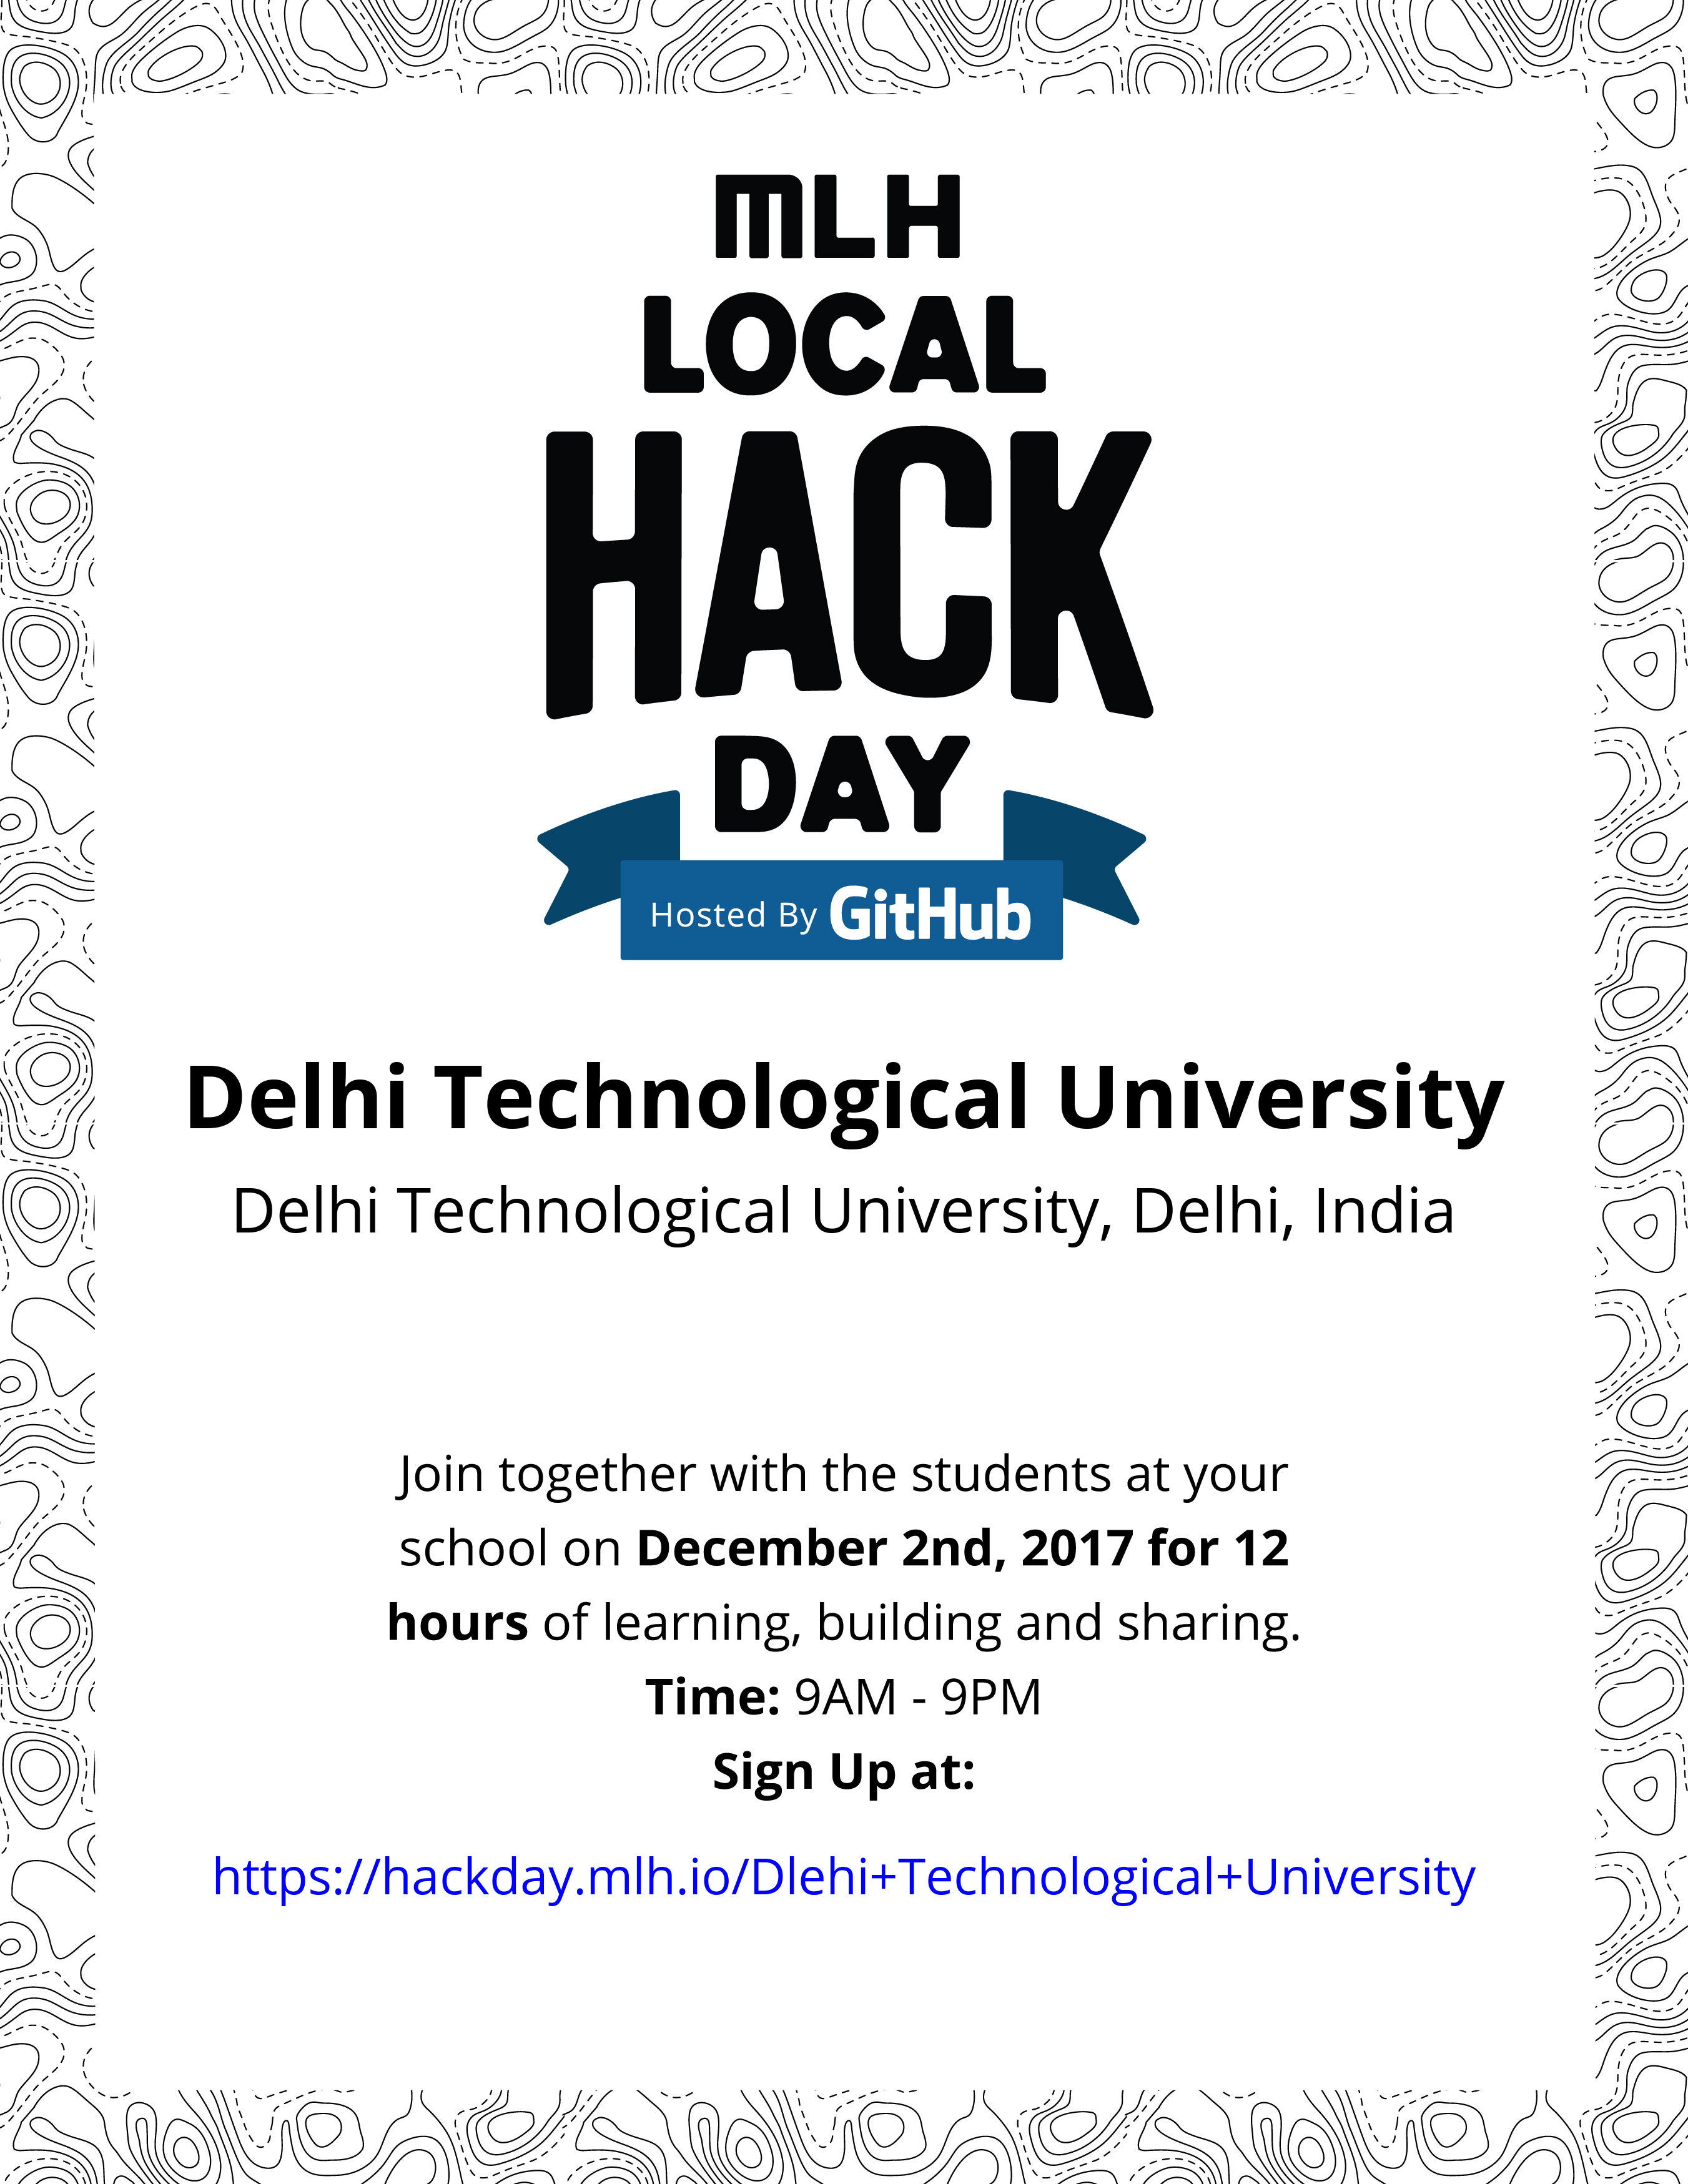 MLH
LOCAL
HACK
DAY
Hosted By GitHub
Delhi Technological University
Delhi Technological University, Delhi, India
Join together with the students at your
school on December 2nd, 2017 for 12
hours of learning, building and sharing.
Time: 9AM - 9PM
Sign Up at:
https://hackday.mlh.io/Dlehi+Technological+University